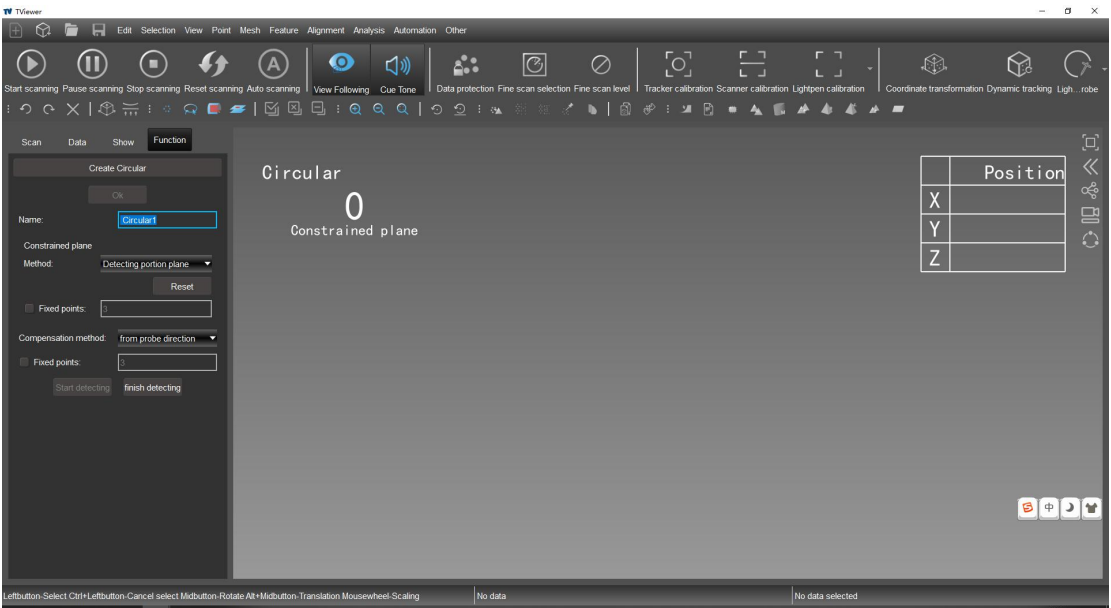 TViewer
Edit Selection View Point Mesh Feature Alignment Analysis Automation Other
Start scanning Pause scanning Stop scanning Reset scanning Auto scanning View Following Cue Tone Data protection Fine scan selection Fine scan level Tracker calibration Scanner calibration Lightpen calibration Coordinate transformation Dynamic tracking Ligh...robe
Scan Data Show Function
Create Circular
Ok
Name: Circular1
Constrained plane
Method: Detecting portion plane
Reset
Fixed points: 3
Compensation method: from probe direction
Fixed points: 3
Start detecting finish detecting
Circular
0
Constrained plane
Position
X
Y
Z
中
Leftbutton-Select Ctrl+Leftbutton-Cancel select Midbutton-Rotate Alt+Midbutton-Translation Mousewheel-Scaling No data No data selected